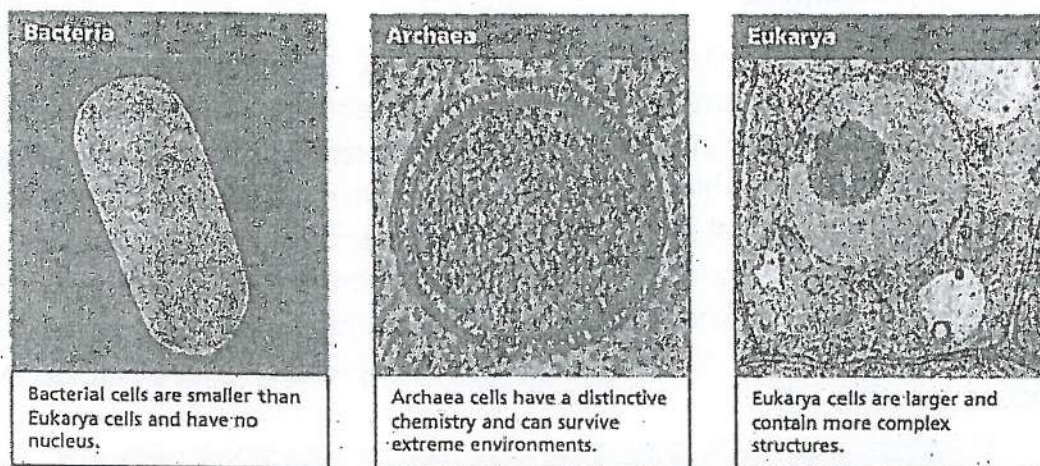 Bacteria
Bacterial cells are smaller than
Eukarya cells and have no
nucleus.
Archaea
Archaea cells have a distinctive
chemistry and can survive
extreme environments.
Eukarya
Eukarya cells are larger and
contain more complex
structures.